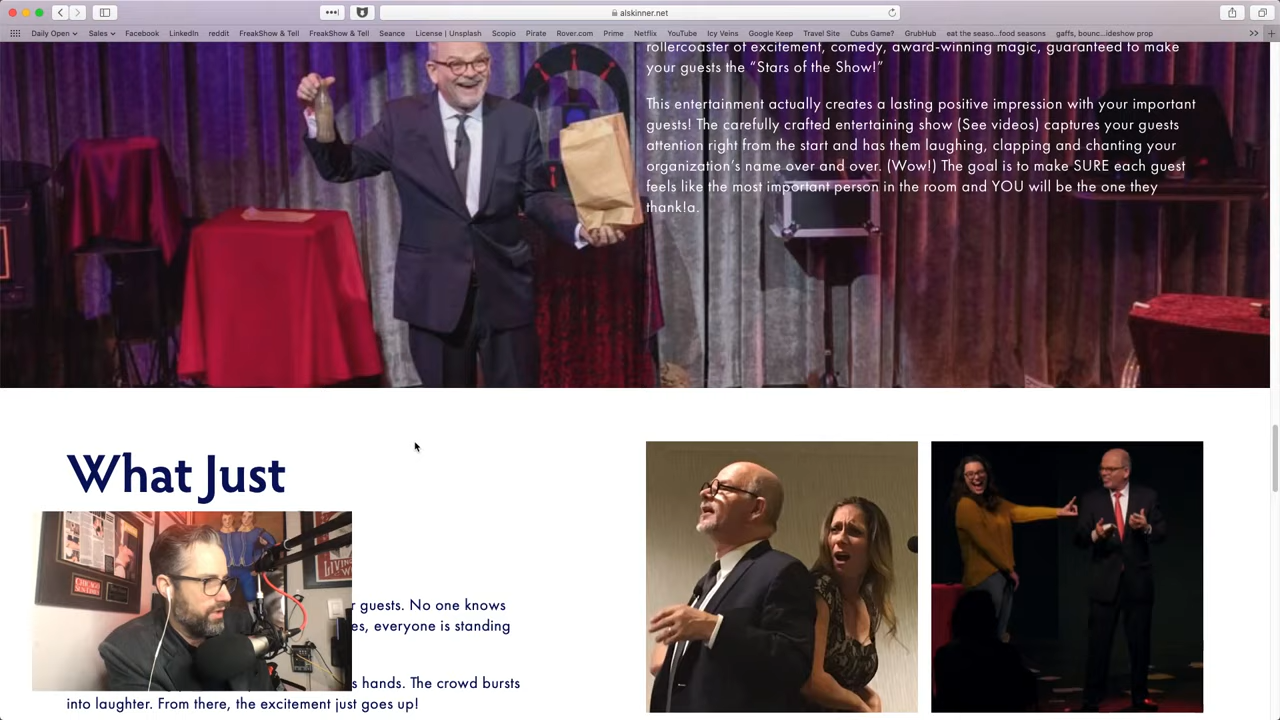 alskinner.net
Daily Open Sales Facebook LinkedIn reddit FreakShow & Tell FreakShow & Tell Seance License | Unsplash Scopio Pirate Rover.com Prime Netflix YouTube Icy Veins Google Keep Travel Site Cubs Game? GrubHub eat the seaso...food seasons gaffs, bounc...ideshow prop
rollercoaster of excitement, comedy, award-winning magic, guaranteed to make
your guests the “Stars of the Show!”
This entertainment actually creates a lasting positive impression with your important
guests! The carefully crafted entertaining show (See videos) captures your guests
attention right from the start and has them laughing, clapping and chanting your
organization’s name over and over. (Wow!) The goal is to make SURE each guest
feels like the most important person in the room and YOU will be the one they
thank!a.
What Just
CHICAGO
SUN-TIMES
r guests. No one knows
es, everyone is standing
s hands. The crowd bursts
into laughter. From there, the excitement just goes up!